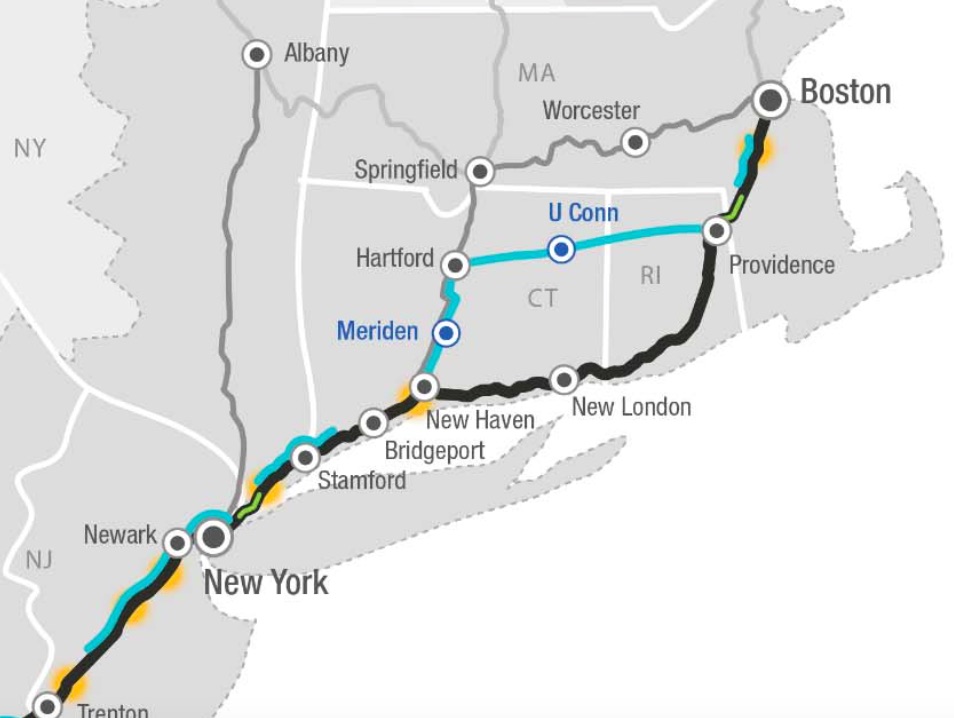 Albany
MA
Boston
Worcester
NY
Springfield
U Conn
Hartford
Providence
RI
CT
Meriden
New London
New Haven
Bridgeport
Stamford
Newark
NJ
New York
Trenton